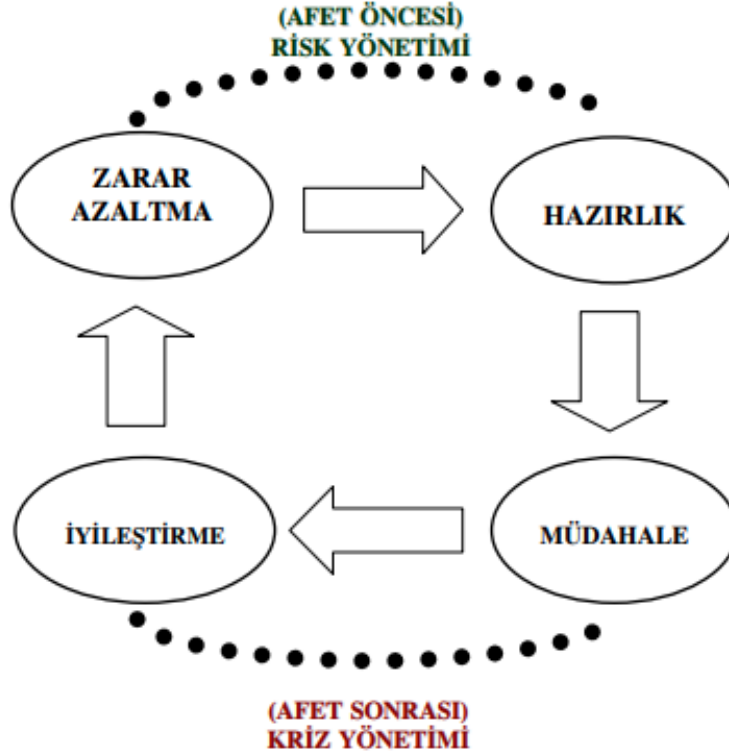 (AFET ÖNCESİ)
RİSK YÖNETİMİ
ZARAR
AZALTMA
HAZIRLIK
İYİLEŞTİRME
MÜDAHALE
(AFET SONRASI)
KRİZ YÖNETİMİ